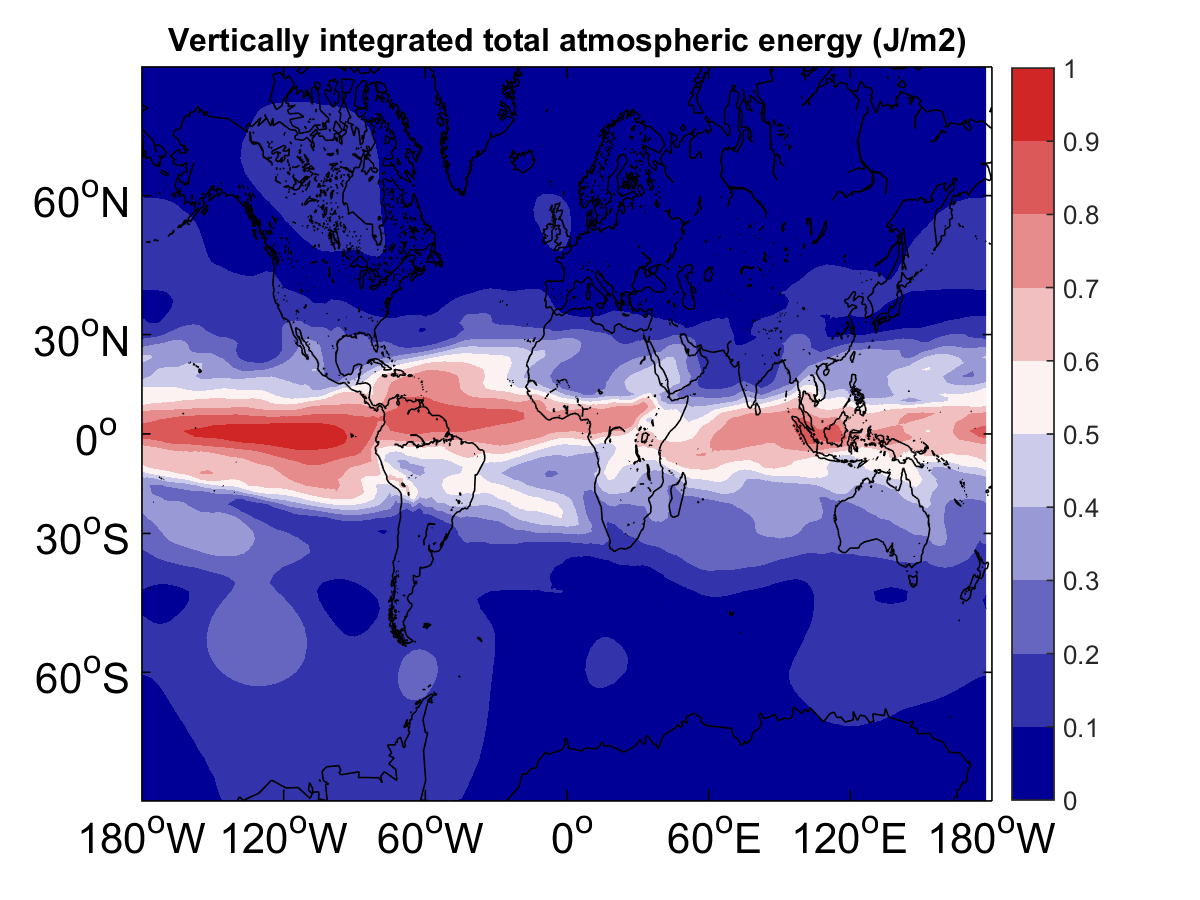 Vertically integrated total atmospheric energy (J/m2)
60°N
30°N
0°
30°S
60°S
180°W 120°W 60°W 0° 60°E 120°E 180°W
1
0.9
0.8
0.7
0.6
0.5
0.4
0.3
0.2
0.1
0